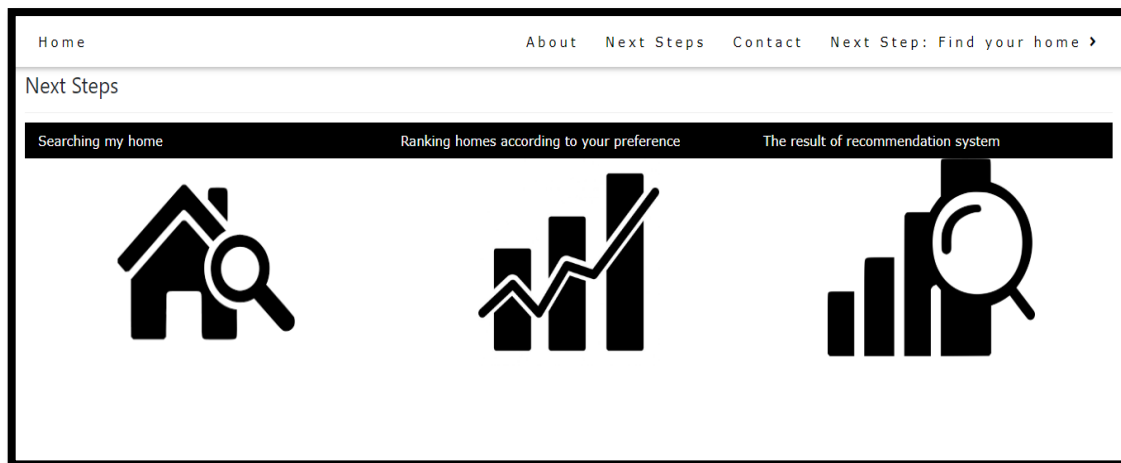 Home About Next Steps Contact Next Step: Find your home >
Next Steps
Searching my home Ranking homes according to your preference The result of recommendation system